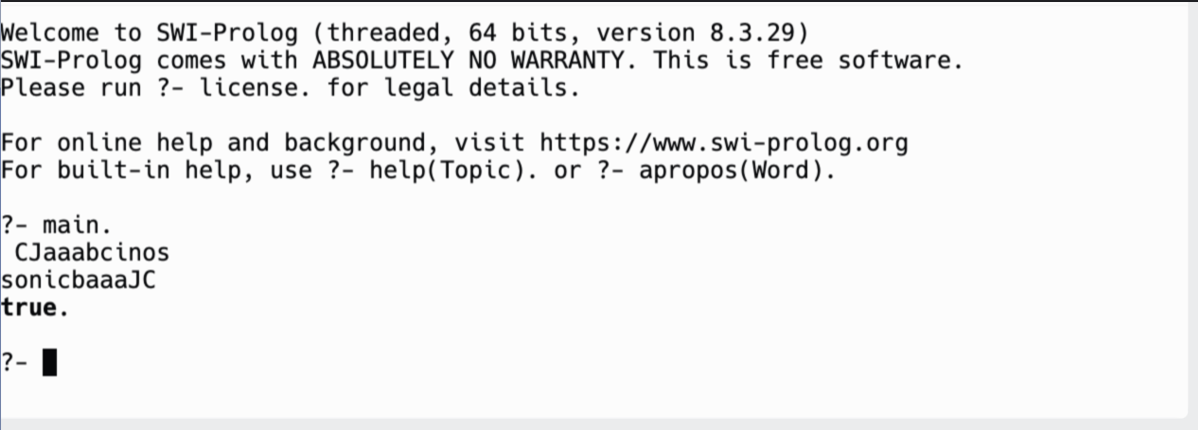 Welcome to SWI-Prolog (threaded, 64 bits, version 8.3.29)
SWI-Prolog comes with ABSOLUTELY NO WARRANTY. This is free software.
Please run ?- license. for legal details.
For online help and background, visit https://www.swi-prolog.org
For built-in help, use ?- help(Topic). or ?- apropos(Word).
?- main.
 CJaaabcinos
sonicbaaaJC
true.
?-